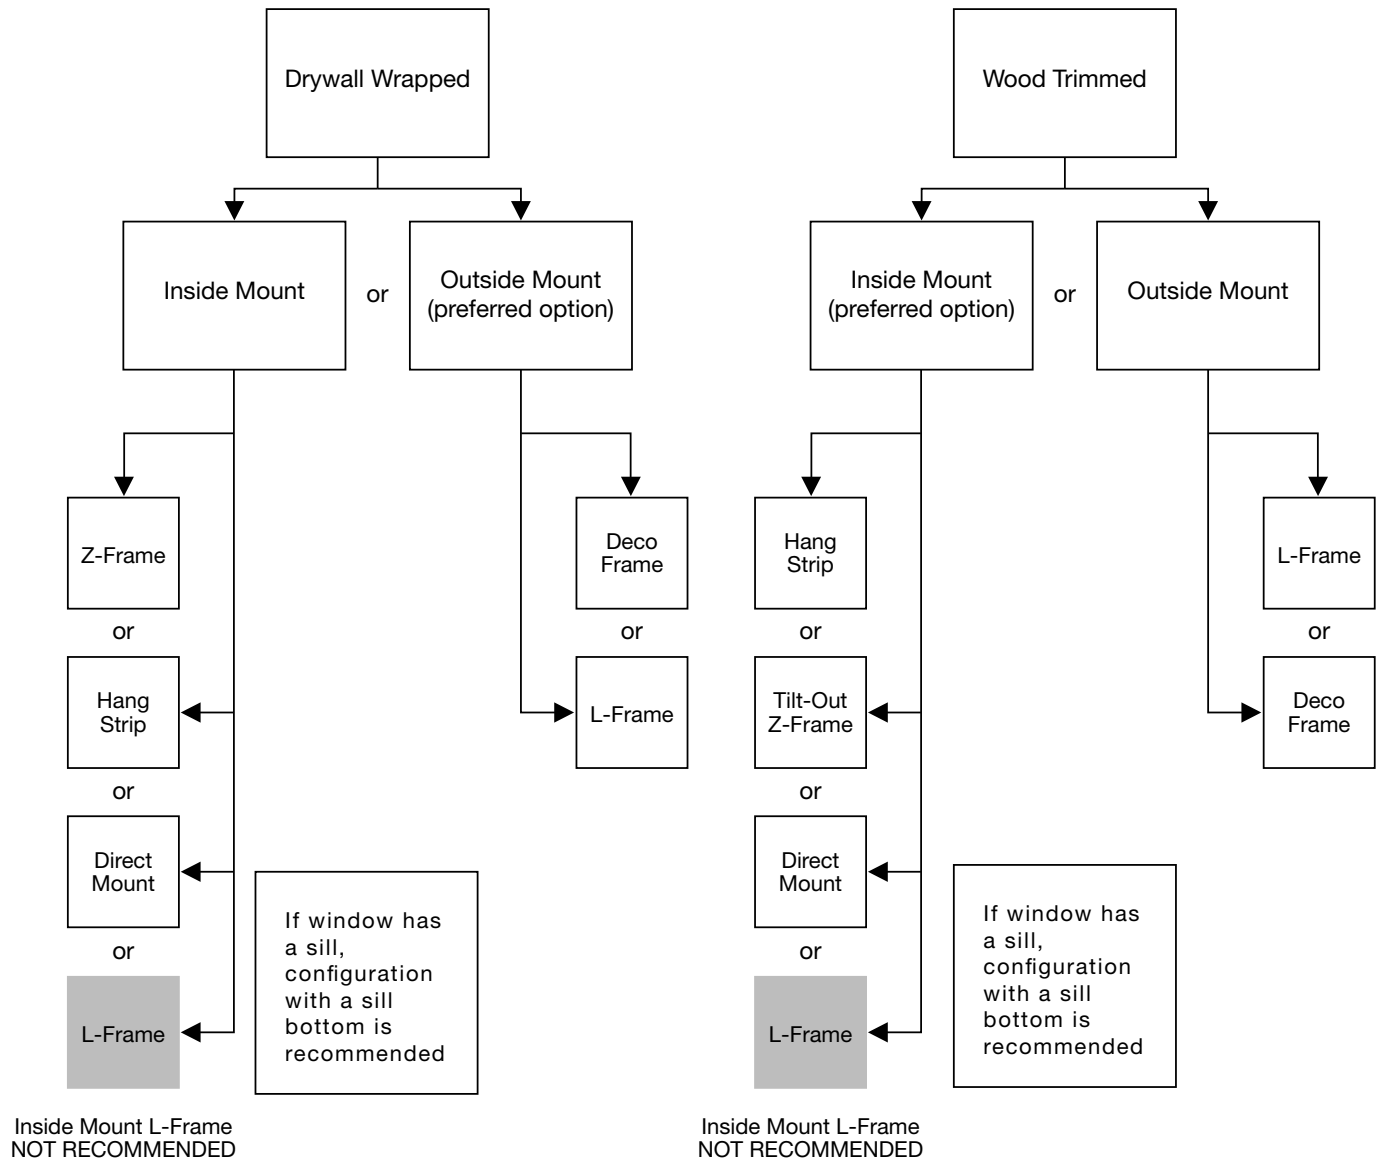 Drywall Wrapped
Inside Mount
or
Outside Mount
(preferred option)
Z-Frame
or
Hang
Strip
or
Direct
Mount
or
L-Frame
Inside Mount L-Frame
NOT RECOMMENDED
Deco
Frame
or
L-Frame
If window has
a sill,
configuration
with a sill
bottom is
recommended
Wood Trimmed
Inside Mount
(preferred option)
or
Outside Mount
Hang
Strip
or
Tilt-Out
Z-Frame
or
Direct
Mount
or
L-Frame
Inside Mount L-Frame
NOT RECOMMENDED
L-Frame
or
Deco
Frame
If window has
a sill,
configuration
with a sill
bottom is
recommended